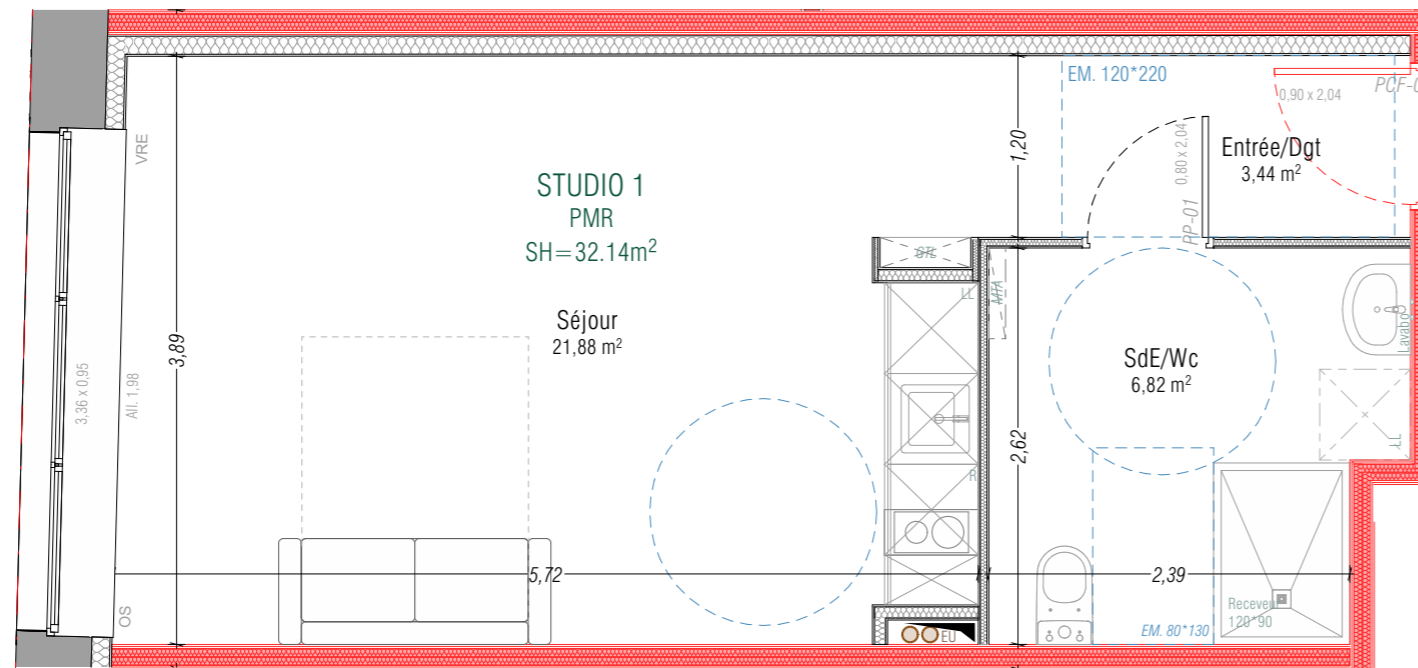 EM. 120*220
0,90 x 2,04
VRE
1,20
0,80 x 2,04
Entrée/Dgt
3,44 m²
STUDIO 1
PMR
SH=32.14m²
PP-01
GTL
MTA
LL
Séjour
21,88 m²
3,89
3,36 x 0,95
All. 1,98
Lavabo
SdE/Wc
6,82 m²
2,62
LL
R
5,72
2,39
OS
EU
EM. 80*130
Receveur
120*90